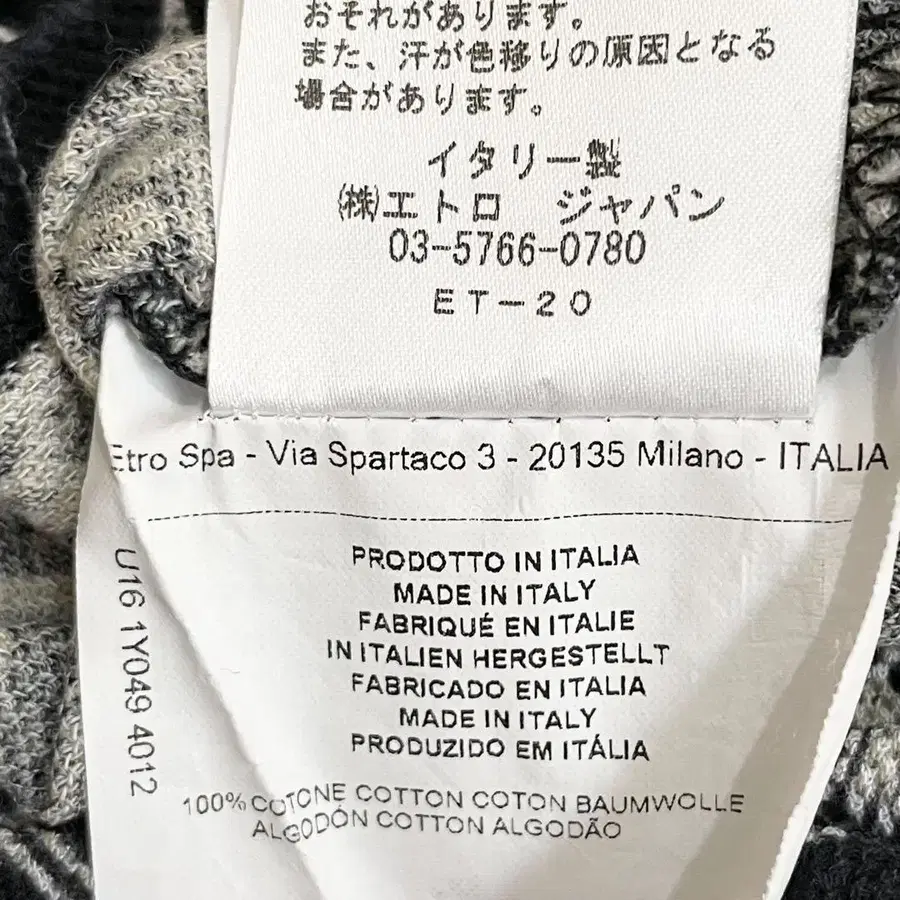 おそれがあります。
また、汗が色移りの原因となる
場合があります。
イタリー製
(株)エトロ ジャパン
03-5766-0780
ET-20
Etro Spa - Via Spartaco 3 - 20135 Milano - ITALIA
PRODOTTO IN ITALIA
MADE IN ITALY
FABRIQUÉ EN ITALIE
IN ITALIEN HERGESTELLT
FABRICADO EN ITALIA
MADE IN ITALY
PRODUZIDO EM ITÁLIA
U16 1Y049 4012
100% COTONE COTTON COTON BAUMWOLLE
ALGODÓN COTTON ALGODÃO